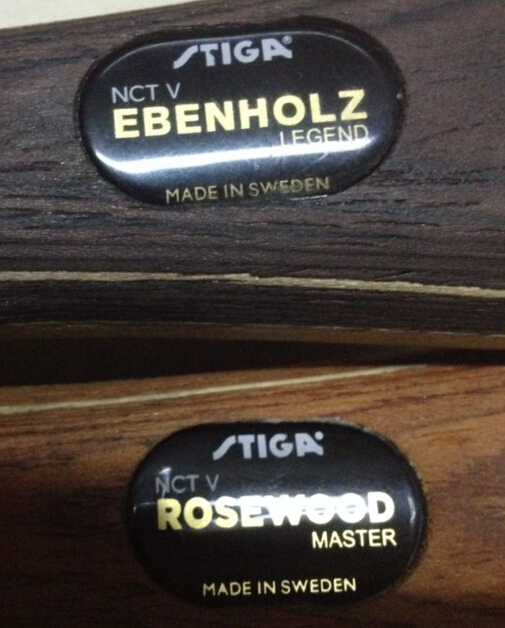 STIGA®
NCT V
EBENHOLZ
LEGEND
MADE IN SWEDEN
STIGA®
NCT V
ROSEWOOD
MASTER
MADE IN SWEDEN